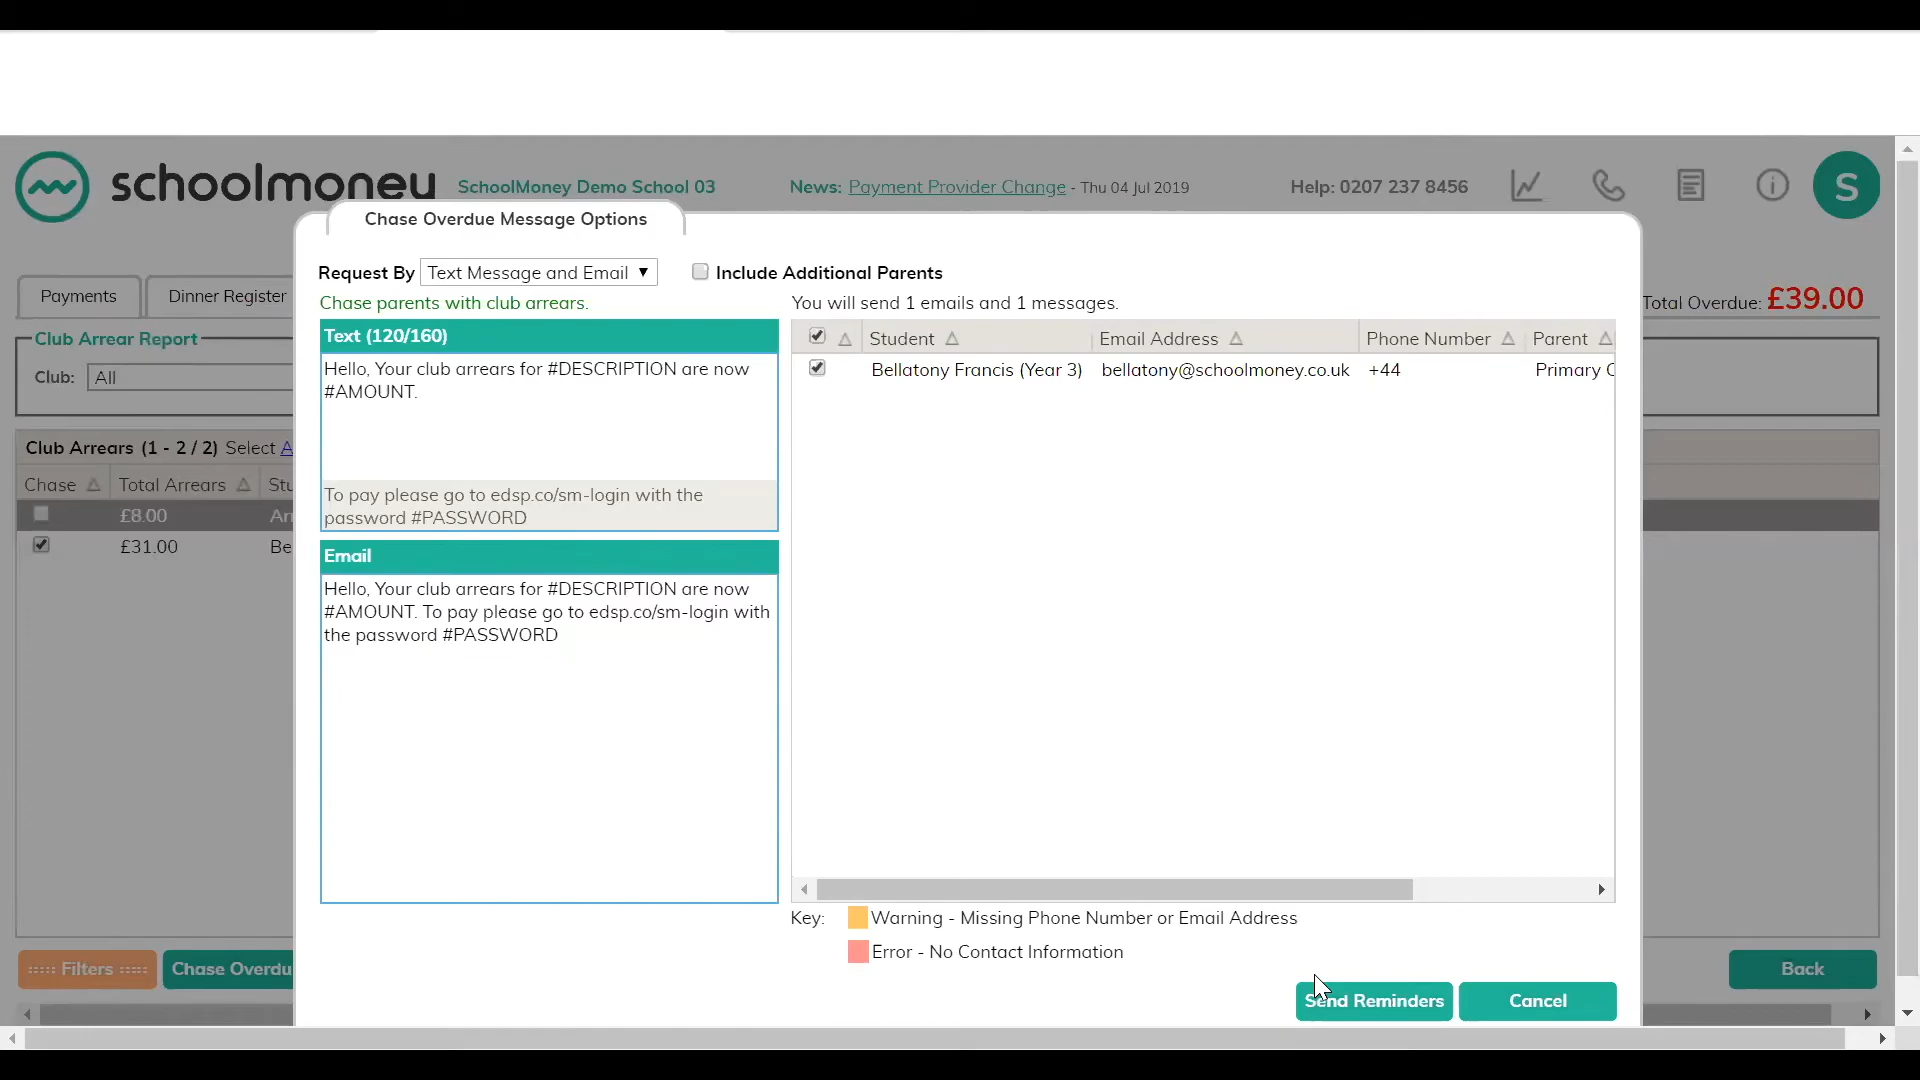 schoolmoney
SchoolMoney Demo School 03
News: Payment Provider Change - Thu 04 Jul 2019
Help: 0207 237 8456
S
Chase Overdue Message Options
Payments
Dinner Register
Total Overdue: £39.00
Request By
Text Message and Email
Include Additional Parents
Chase parents with club arrears.
You will send 1 emails and 1 messages.
Club Arrear Report
Club: All
Text (120/160)
Hello, Your club arrears for #DESCRIPTION are now
#AMOUNT.
To pay please go to edsp.co/sm-login with the
password #PASSWORD
Email
Hello, Your club arrears for #DESCRIPTION are now
#AMOUNT. To pay please go to edsp.co/sm-login with
the password #PASSWORD
Student Email Address Phone Number Parent
Bellatony Francis (Year 3) bellatony@schoolmoney.co.uk +44 Primary
Club Arrears (1 - 2 / 2) Select
Chase Total Arrears
£8.00
£31.00
Key: Warning - Missing Phone Number or Email Address
Error - No Contact Information
Filters
Chase Overdu
Back
Send Reminders
Cancel